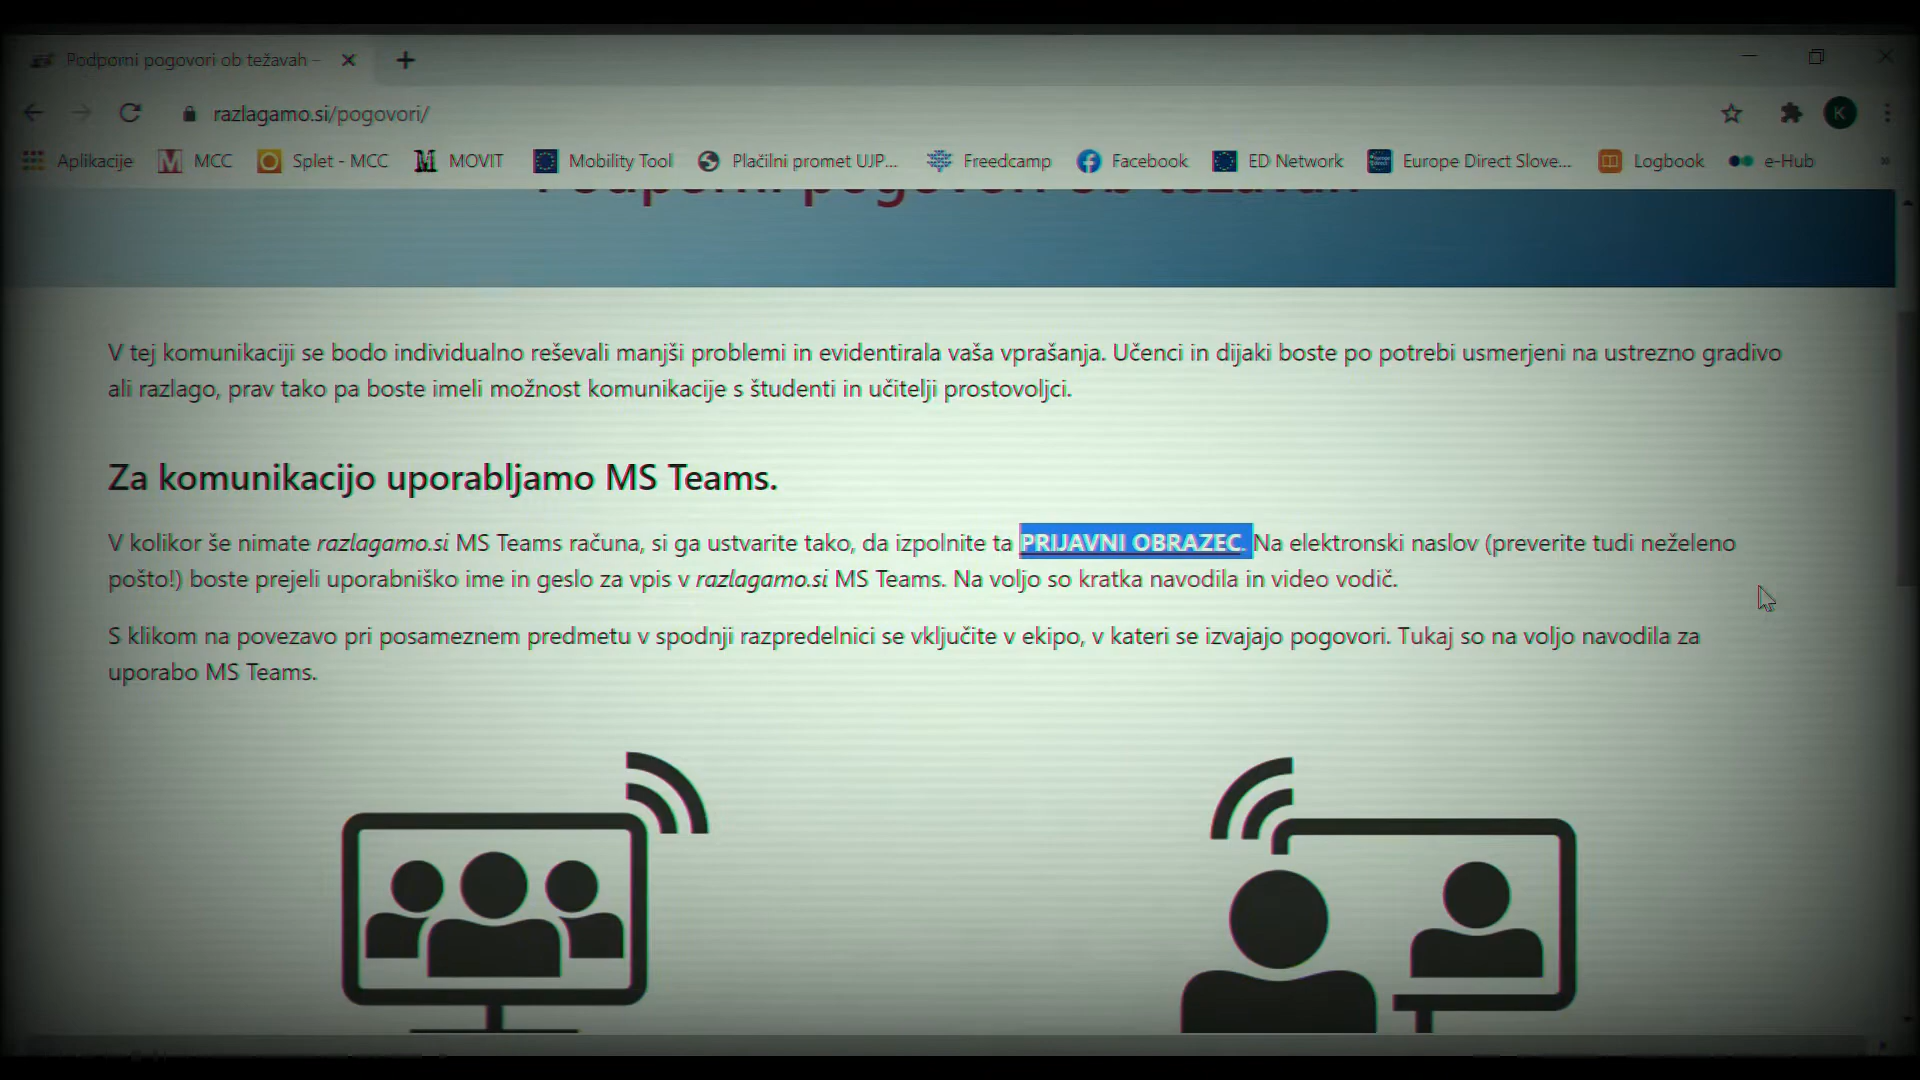 Podporni pogovori ob težavah –
razlagamo.si/pogovori/
K
Aplikacije MCC Splet - MCC MOVIT Mobility Tool Plačilni promet UJP... Freedcamp Facebook ED Network Europe Direct Slove... Logbook e-Hub »
Podporni pogovori ob težavah
V tej komunikaciji se bodo individualno reševali manjši problemi in evidentirala vaša vprašanja. Učenci in dijaki boste po potrebi usmerjeni na ustrezno gradivo
ali razlago, prav tako pa boste imeli možnost komunikacije s študenti in učitelji prostovoljci.
Za komunikacijo uporabljamo MS Teams.
V kolikor še nimate razlagamo.si MS Teams računa, si ga ustvarite tako, da izpolnite ta PRIJAVNI OBRAZEC. Na elektronski naslov (preverite tudi neželeno
pošto!) boste prejeli uporabniško ime in geslo za vpis v razlagamo.si MS Teams. Na voljo so kratka navodila in video vodič.
S klikom na povezavo pri posameznem predmetu v spodnji razpredelnici se vključite v ekipo, v kateri se izvajajo pogovori. Tukaj so na voljo navodila za
uporabo MS Teams.